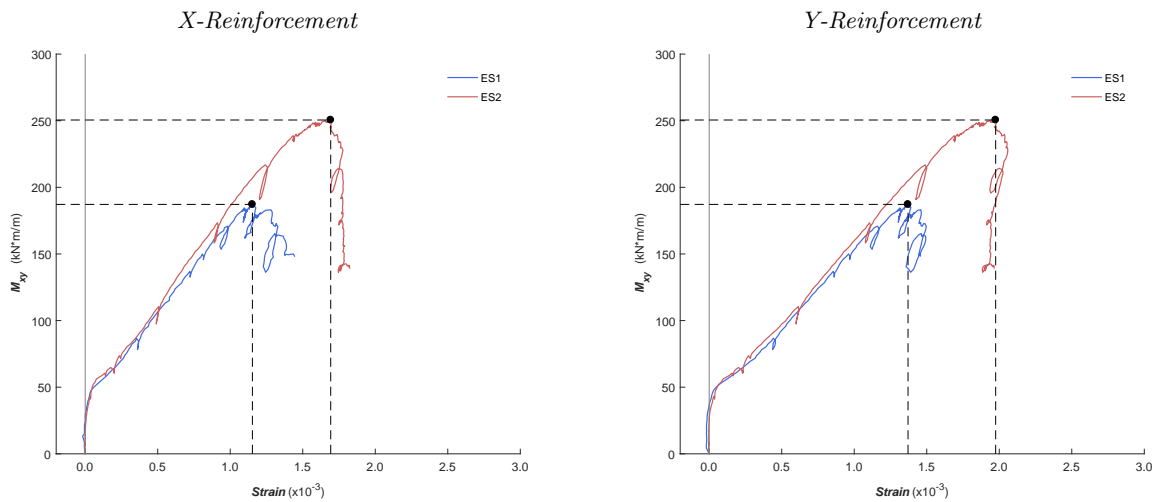 X-Reinforcement
300
250
200
150
100
50
0
M_xy (kN*m/m)
ES1
ES2
0.0 0.5 1.0 1.5 2.0 2.5 3.0
Strain (x10⁻³)
Y-Reinforcement
300
250
200
150
100
50
0
M_xy (kN*m/m)
ES1
ES2
0.0 0.5 1.0 1.5 2.0 2.5 3.0
Strain (x10⁻³)